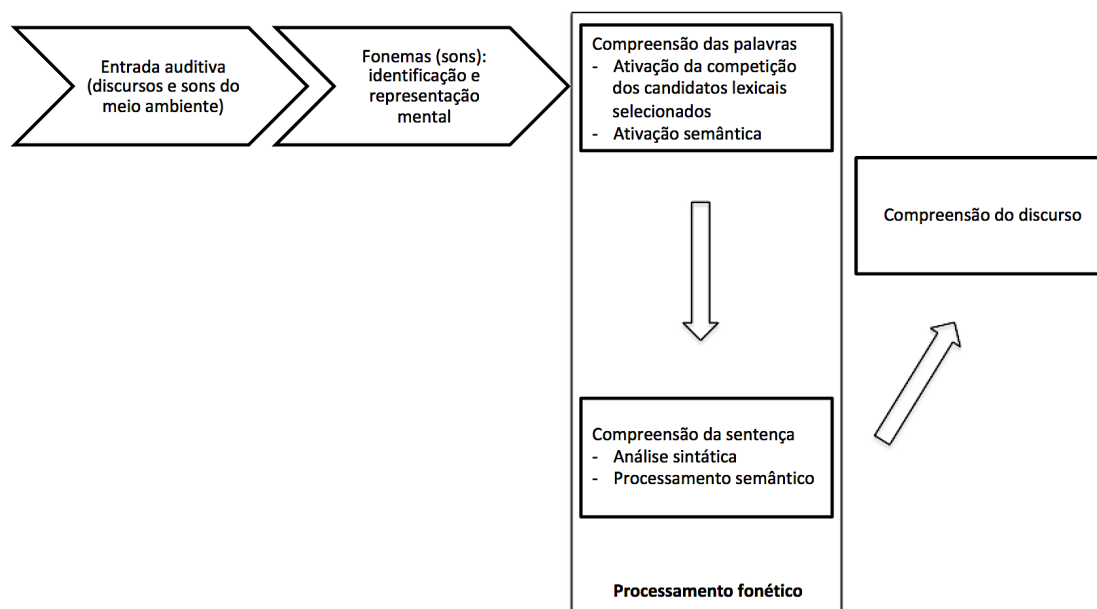 Entrada auditiva
(discursos e sons do
meio ambiente)
Fonemas (sons):
identificação e
representação
mental
Compreensão das palavras
- Ativação da competição
dos candidatos lexicais
selecionados
- Ativação semântica
Compreensão da sentença
- Análise sintática
- Processamento semântico
Processamento fonético
Compreensão do discurso